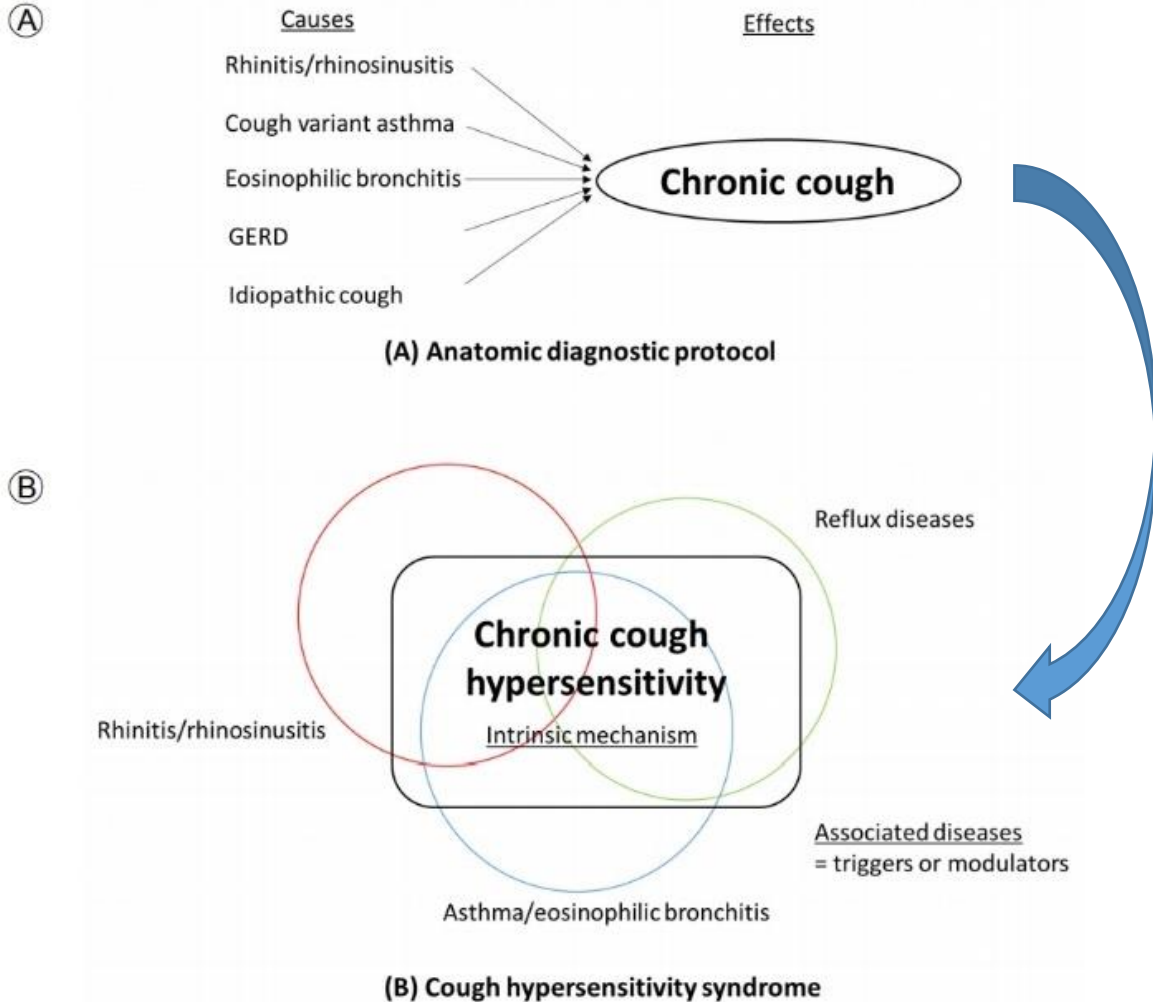 Ⓐ
Causes
Effects
Rhinitis/rhinosinusitis
Cough variant asthma
Eosinophilic bronchitis
GERD
Idiopathic cough
Chronic cough
(A) Anatomic diagnostic protocol
Ⓑ
Reflux diseases
Chronic cough
hypersensitivity
Intrinsic mechanism
Rhinitis/rhinosinusitis
Associated diseases
= triggers or modulators
Asthma/eosinophilic bronchitis
(B) Cough hypersensitivity syndrome